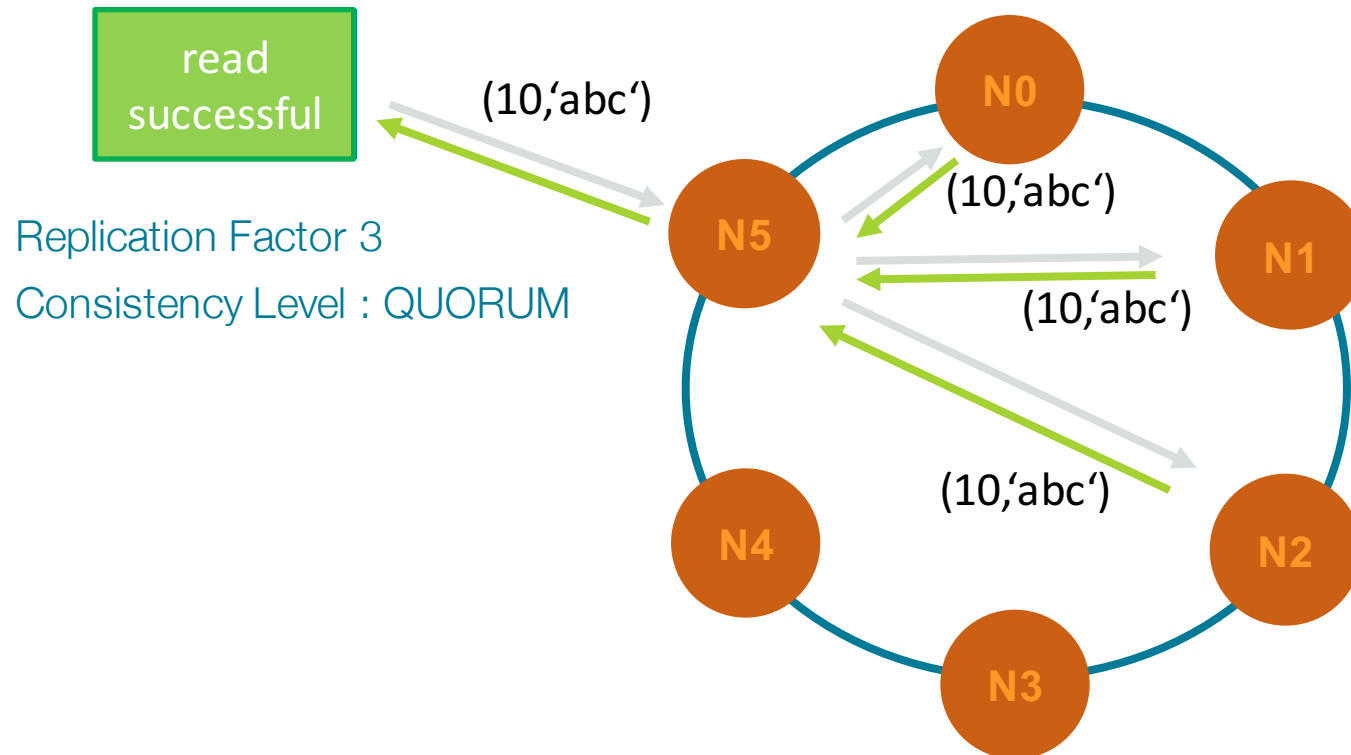 read
successful
(10,‘abc‘)
N0
(10,‘abc‘)
N5
N1
Replication Factor 3
Consistency Level : QUORUM
(10,‘abc‘)
(10,‘abc‘)
N4
N2
N3